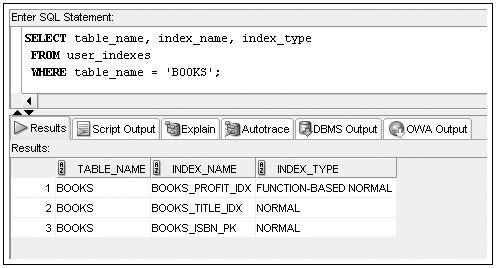 Enter SQL Statement:
SELECT table_name, index_name, index_type
FROM user_indexes
WHERE table_name = 'BOOKS';
Results Script Output Explain Autotrace DBMS Output OWA Output
Results:
TABLE_NAME INDEX_NAME INDEX_TYPE
1 BOOKS BOOKS_PROFIT_IDX FUNCTION-BASED NORMAL
2 BOOKS BOOKS_TITLE_IDX NORMAL
3 BOOKS BOOKS_ISBN_PK NORMAL